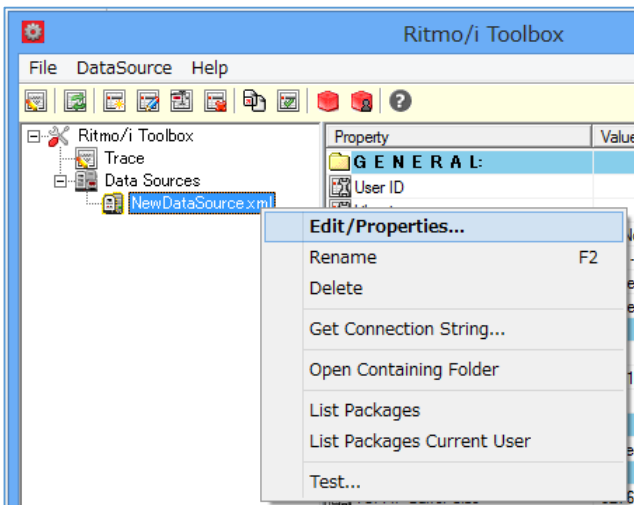 Ritmo/i Toolbox
File DataSource Help
Ritmo/i Toolbox
Trace
Data Sources
NewDataSource.xml
Property Value
G E N E R A L:
User ID
Edit/Properties...
Rename F2
Delete
Get Connection String...
Open Containing Folder
List Packages
List Packages Current User
Test...